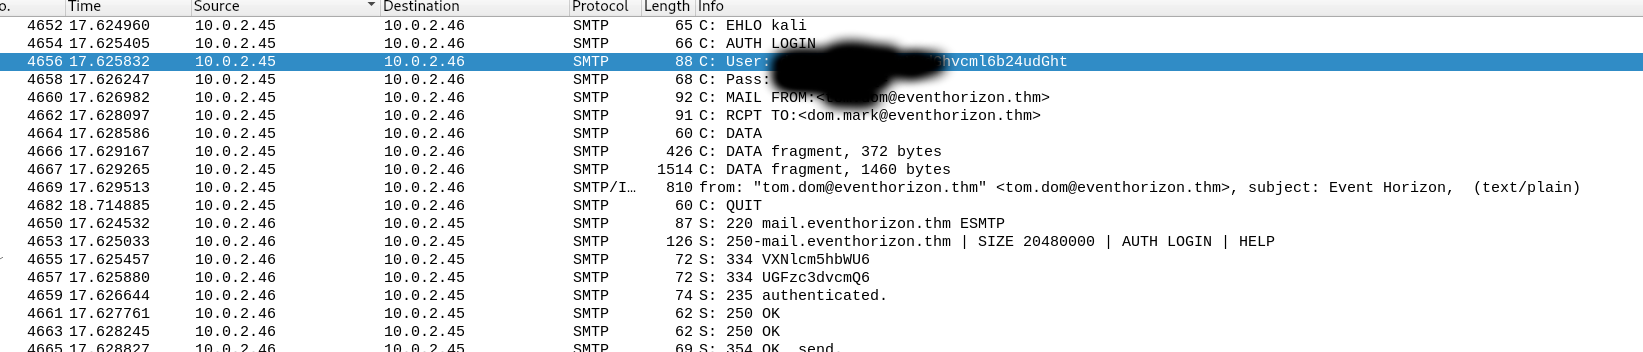 o. Time Source Destination Protocol Length Info
4652 17.624960 10.0.2.45 10.0.2.46 SMTP 65 C: EHLO kali
4654 17.625405 10.0.2.45 10.0.2.46 SMTP 66 C: AUTH LOGIN
4656 17.625832 10.0.2.45 10.0.2.46 SMTP 88 C: User: hvcml6b24udGht
4658 17.626247 10.0.2.45 10.0.2.46 SMTP 68 C: Pass:
4660 17.626982 10.0.2.45 10.0.2.46 SMTP 92 C: MAIL FROM:< om@eventhorizon.thm>
4662 17.628097 10.0.2.45 10.0.2.46 SMTP 91 C: RCPT TO:<dom.mark@eventhorizon.thm>
4664 17.628586 10.0.2.45 10.0.2.46 SMTP 60 C: DATA
4666 17.629167 10.0.2.45 10.0.2.46 SMTP 426 C: DATA fragment, 372 bytes
4667 17.629265 10.0.2.45 10.0.2.46 SMTP 1514 C: DATA fragment, 1460 bytes
4669 17.629513 10.0.2.45 10.0.2.46 SMTP/I… 810 from: "tom.dom@eventhorizon.thm" <tom.dom@eventhorizon.thm>, subject: Event Horizon, (text/plain)
4682 18.714885 10.0.2.45 10.0.2.46 SMTP 60 C: QUIT
4650 17.624532 10.0.2.46 10.0.2.45 SMTP 87 S: 220 mail.eventhorizon.thm ESMTP
4653 17.625033 10.0.2.46 10.0.2.45 SMTP 126 S: 250-mail.eventhorizon.thm | SIZE 20480000 | AUTH LOGIN | HELP
4655 17.625457 10.0.2.46 10.0.2.45 SMTP 72 S: 334 VXNlcm5hbWU6
4657 17.625880 10.0.2.46 10.0.2.45 SMTP 72 S: 334 UGFzc3dvcmQ6
4659 17.626644 10.0.2.46 10.0.2.45 SMTP 74 S: 235 authenticated.
4661 17.627761 10.0.2.46 10.0.2.45 SMTP 62 S: 250 OK
4663 17.628245 10.0.2.46 10.0.2.45 SMTP 62 S: 250 OK
4665 17.628827 10.0.2.46 10.0.2.45 SMTP 69 S: 354 OK, send.